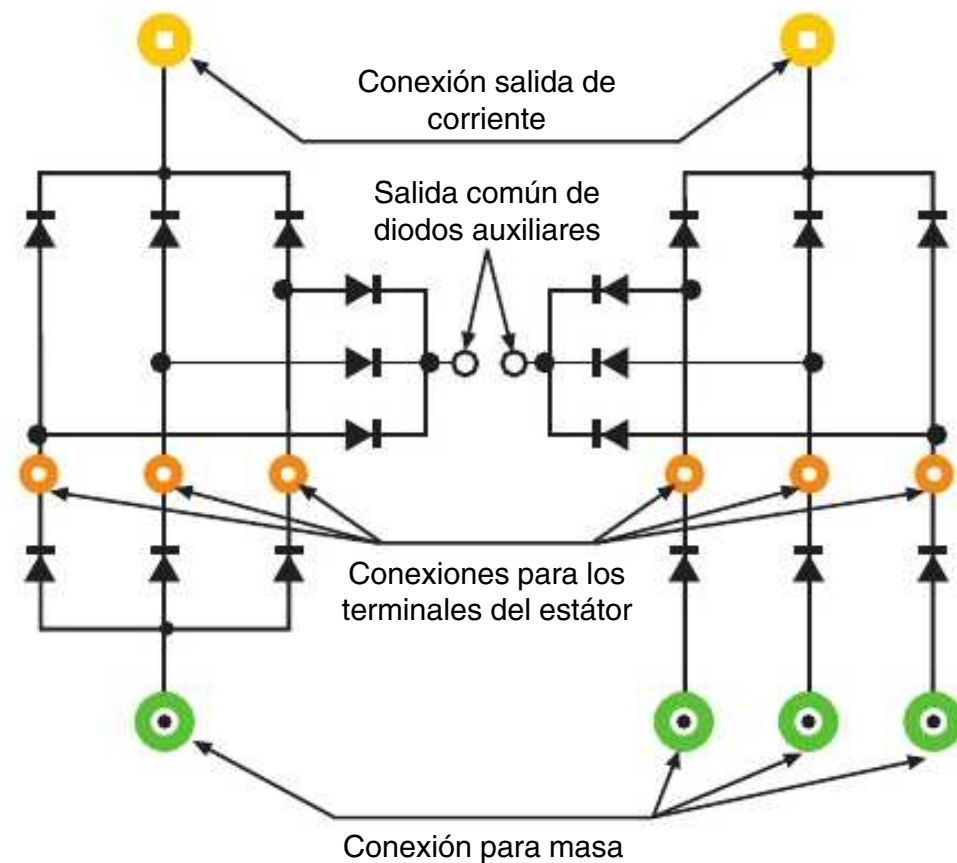 Conexión salida de
corriente
Salida común de
diodos auxiliares
Conexiones para los
terminales del estátor
Conexión para masa